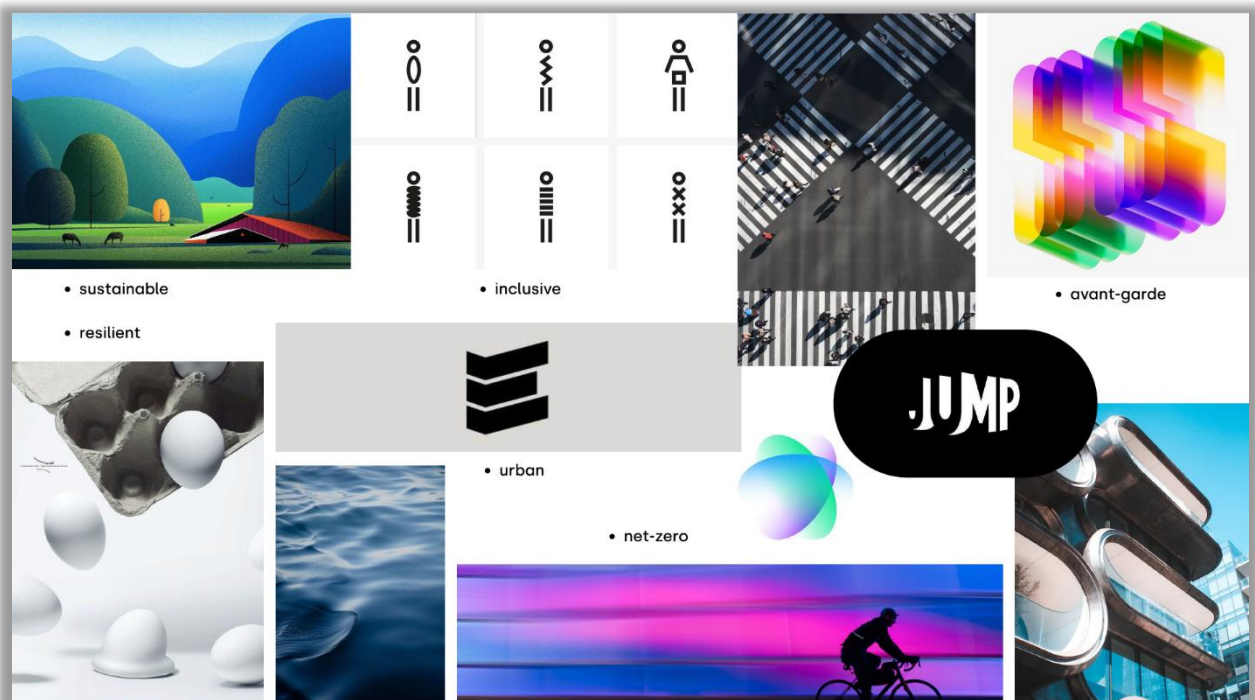 • sustainable
• inclusive
• avant-garde
• resilient
JUMP
• urban
• net-zero